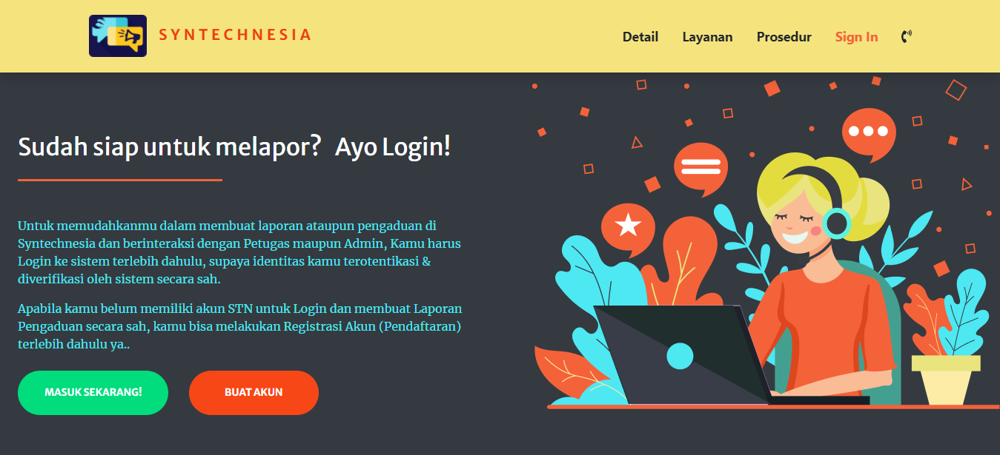 SYNTECHNESIA
Detail
Layanan
Prosedur
Sign In
Sudah siap untuk melapor? Ayo Login!
Untuk memudahkanmu dalam membuat laporan ataupun pengaduan di
Syntechnesia dan berinteraksi dengan Petugas maupun Admin, Kamu harus
Login ke sistem terlebih dahulu, supaya identitas kamu terotentikasi &
diverifikasi oleh sistem secara sah.
Apabila kamu belum memiliki akun STN untuk Login dan membuat Laporan
Pengaduan secara sah, kamu bisa melakukan Registrasi Akun (Pendaftaran)
terlebih dahulu ya..
MASUK SEKARANG!
BUAT AKUN